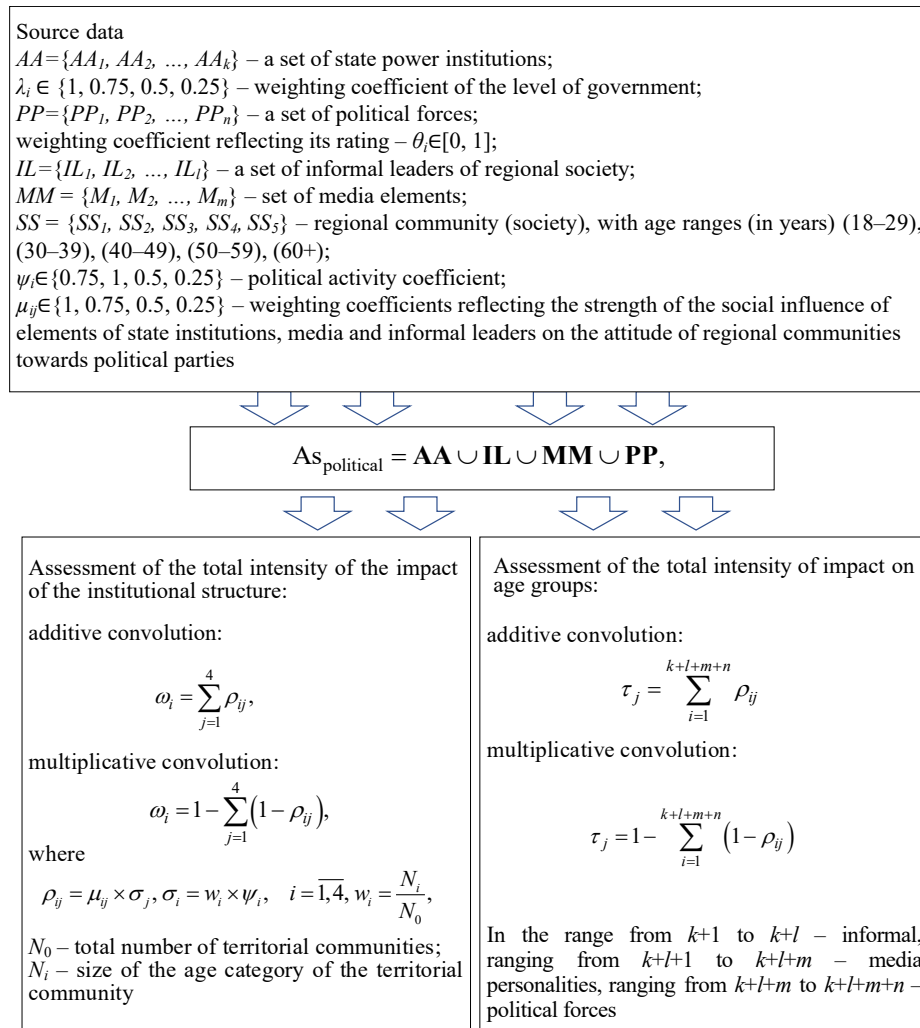 Source data
AA={AA1, AA2, ..., AAk} – a set of state power institutions;
λi ∈ {1, 0.75, 0.5, 0.25} – weighting coefficient of the level of government;
PP={PP1, PP2, ..., PPn} – a set of political forces;
weighting coefficient reflecting its rating – θi∈[0, 1];
IL={IL1, IL2, ..., ILl} – a set of informal leaders of regional society;
MM = {M1, M2, ..., Mm} – set of media elements;
SS = {SS1, SS2, SS3, SS4, SS5} – regional community (society), with age ranges (in years) (18–29),
(30–39), (40–49), (50–59), (60+);
ψi∈{0.75, 1, 0.5, 0.25} – political activity coefficient;
μij∈{1, 0.75, 0.5, 0.25} – weighting coefficients reflecting the strength of the social influence of
elements of state institutions, media and informal leaders on the attitude of regional communities
towards political parties
As political = AA ∪ IL ∪ MM ∪ PP,
Assessment of the total intensity of the impact
of the institutional structure:
additive convolution:
ωi = ∑_{j=1}^{4} ρij,
multiplicative convolution:
ωi = 1 − ∑_{j=1}^{4} (1 − ρij),
where
ρij = μij × σj, σi = wi × ψi, i = \overline{1,4}, wi = Ni/N0,
N0 – total number of territorial communities;
Ni – size of the age category of the territorial
community
Assessment of the total intensity of impact on
age groups:
additive convolution:
τj = ∑_{i=1}^{k+l+m+n} ρij
multiplicative convolution:
τj = 1 − ∑_{i=1}^{k+l+m+n} (1 − ρij)
In the range from k+1 to k+l – informal,
ranging from k+l+1 to k+l+m – media
personalities, ranging from k+l+m to k+l+m+n –
political forces